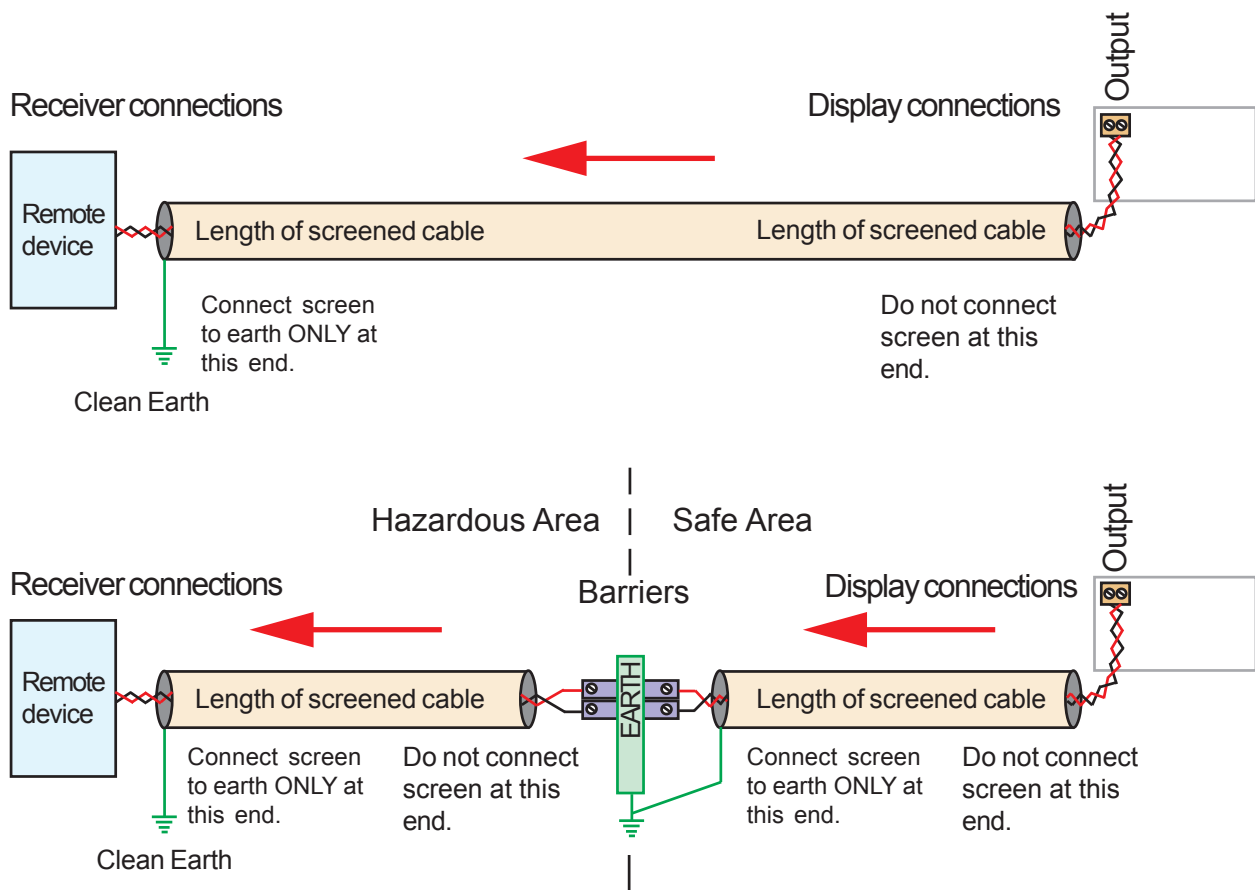 Output
Receiver connections
Display connections
Remote
device
Length of screened cable
Length of screened cable
Connect screen
to earth ONLY at
this end.
Do not connect
screen at this
end.
Clean Earth
Hazardous Area
Safe Area
Output
Receiver connections
Barriers
Display connections
Remote
device
Length of screened cable
EARTH
Length of screened cable
Connect screen
to earth ONLY at
this end.
Do not connect
screen at this
end.
Connect screen
to earth ONLY at
this end.
Do not connect
screen at this
end.
Clean Earth